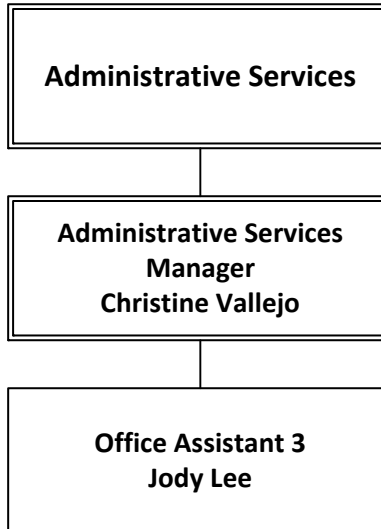 Administrative Services
Administrative Services
Manager
Christine Vallejo
Office Assistant 3
Jody Lee